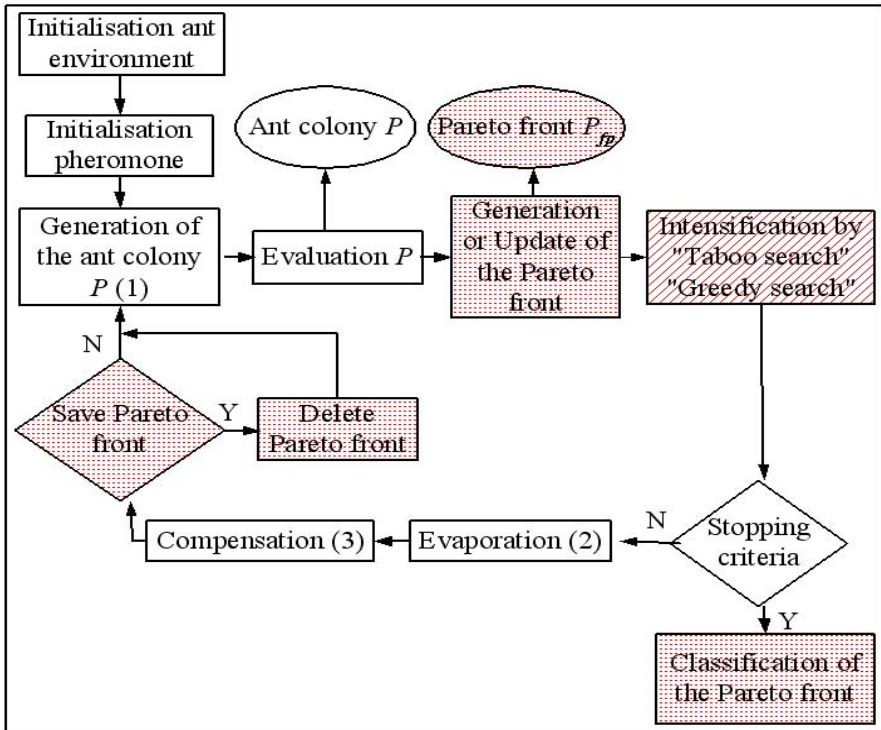 Initialisation ant
environment
Initialisation
pheromone
Generation of
the ant colony
P (1)
Ant colony P
Evaluation P
Pareto front Pfp
Generation
or Update of
the Pareto
front
Intensification by
"Taboo search"
"Greedy search"
N
Save Pareto
front
Y
Delete
Pareto front
Compensation (3)
Evaporation (2)
N
Stopping
criteria
Y
Classification of
the Pareto front